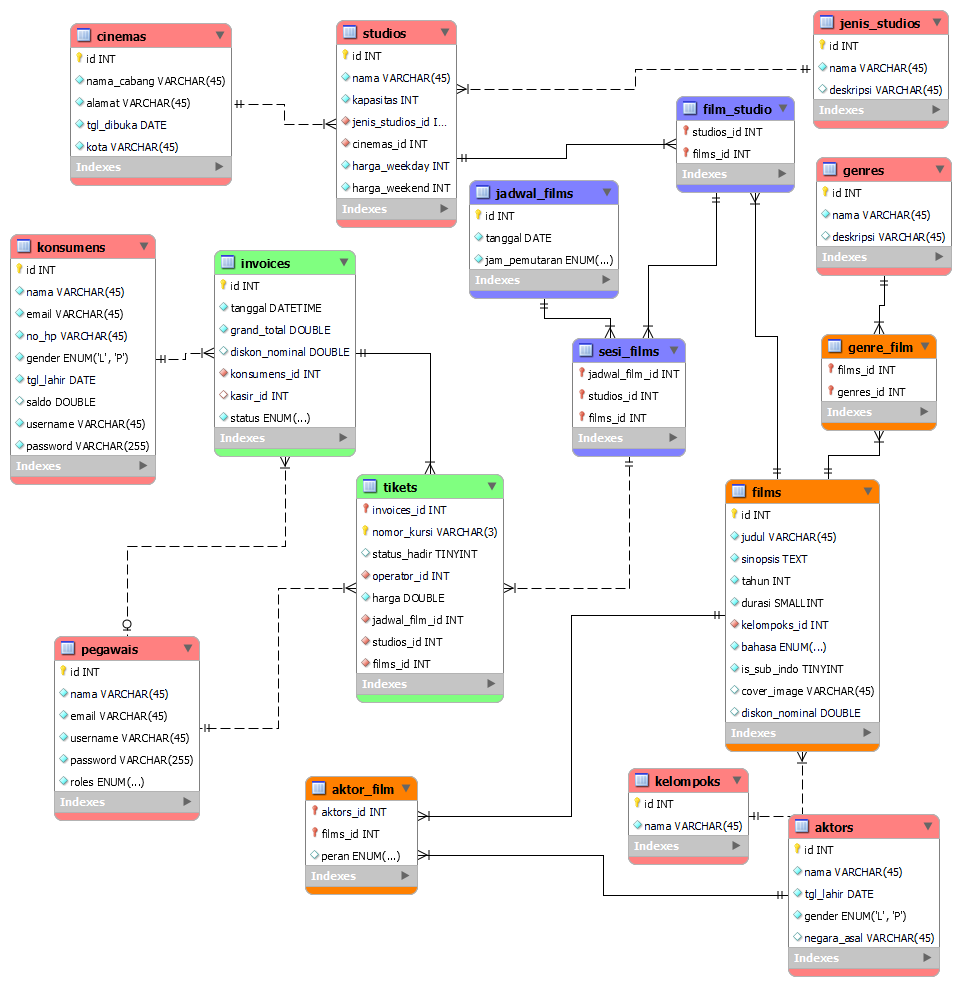 cinemas
id INT
nama_cabang VARCHAR(45)
alamat VARCHAR(45)
tgl_dibuka DATE
kota VARCHAR(45)
Indexes
studios
id INT
nama VARCHAR(45)
kapasitas INT
jenis_studios_id I...
cinemas_id INT
harga_weekday INT
harga_weekend INT
Indexes
jenis_studios
id INT
nama VARCHAR(45)
deskripsi VARCHAR(45)
Indexes
film_studio
studios_id INT
films_id INT
Indexes
genres
id INT
nama VARCHAR(45)
deskripsi VARCHAR(45)
Indexes
jadwal_films
id INT
tanggal DATE
jam_pemutaran ENUM(...)
Indexes
konsumens
id INT
nama VARCHAR(45)
email VARCHAR(45)
no_hp VARCHAR(45)
gender ENUM('L', 'P')
tgl_lahir DATE
saldo DOUBLE
username VARCHAR(45)
password VARCHAR(255)
Indexes
invoices
id INT
tanggal DATETIME
grand_total DOUBLE
diskon_nominal DOUBLE
konsumens_id INT
kasir_id INT
status ENUM(...)
Indexes
sesi_films
jadwal_film_id INT
studios_id INT
films_id INT
Indexes
genre_film
films_id INT
genres_id INT
Indexes
tikets
invoices_id INT
nomor_kursi VARCHAR(3)
status_hadir TINYINT
operator_id INT
harga DOUBLE
jadwal_film_id INT
studios_id INT
films_id INT
Indexes
films
id INT
judul VARCHAR(45)
sinopsis TEXT
tahun INT
durasi SMALLINT
kelompoks_id INT
bahasa ENUM(...)
is_sub_indo TINYINT
cover_image VARCHAR(45)
diskon_nominal DOUBLE
Indexes
pegawais
id INT
nama VARCHAR(45)
email VARCHAR(45)
username VARCHAR(45)
password VARCHAR(255)
roles ENUM(...)
Indexes
aktor_film
aktors_id INT
films_id INT
peran ENUM(...)
Indexes
kelompoks
id INT
nama VARCHAR(45)
Indexes
aktors
id INT
nama VARCHAR(45)
tgl_lahir DATE
gender ENUM('L', 'P')
negara_asal VARCHAR(45)
Indexes